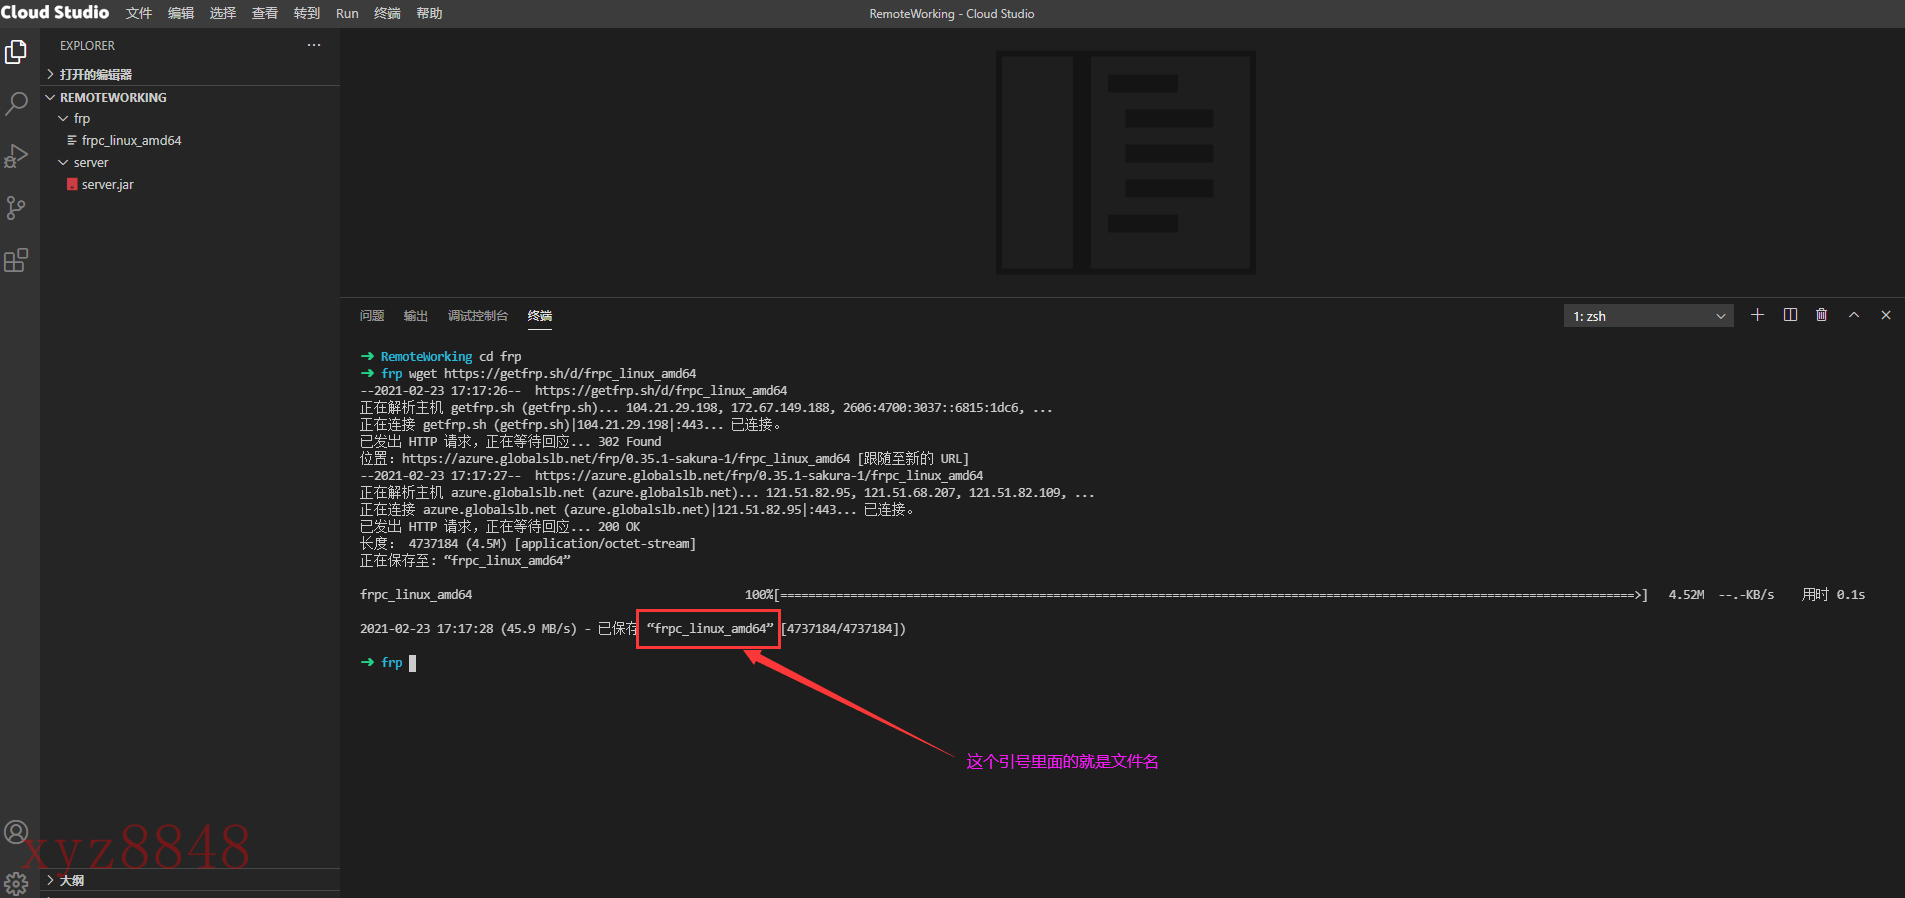 Cloud Studio 文件 编辑 选择 查看 转到 Run 终端 帮助 RemoteWorking - Cloud Studio
EXPLORER ···
打开的编辑器
REMOTEWORKING
frp
frpc_linux_amd64
server
server.jar
问题 输出 调试控制台 终端 1: zsh
➜ RemoteWorking cd frp
➜ frp wget https://getfrp.sh/d/frpc_linux_amd64
--2021-02-23 17:17:26-- https://getfrp.sh/d/frpc_linux_amd64
正在解析主机 getfrp.sh (getfrp.sh)... 104.21.29.198, 172.67.149.188, 2606:4700:3037::6815:1dc6, ...
正在连接 getfrp.sh (getfrp.sh)|104.21.29.198|:443... 已连接。
已发出 HTTP 请求，正在等待回应... 302 Found
位置：https://azure.globalslb.net/frp/0.35.1-sakura-1/frpc_linux_amd64 [跟随至新的 URL]
--2021-02-23 17:17:27-- https://azure.globalslb.net/frp/0.35.1-sakura-1/frpc_linux_amd64
正在解析主机 azure.globalslb.net (azure.globalslb.net)... 121.51.82.95, 121.51.68.207, 121.51.82.109, ...
正在连接 azure.globalslb.net (azure.globalslb.net)|121.51.82.95|:443... 已连接。
已发出 HTTP 请求，正在等待回应... 200 OK
长度： 4737184 (4.5M) [application/octet-stream]
正在保存至: “frpc_linux_amd64”
frpc_linux_amd64 100%[==========================================================================================================================>] 4.52M --.-KB/s 用时 0.1s
2021-02-23 17:17:28 (45.9 MB/s) - 已保存 “frpc_linux_amd64” [4737184/4737184])
➜ frp
这个引号里面的就是文件名
xyz8848
大纲